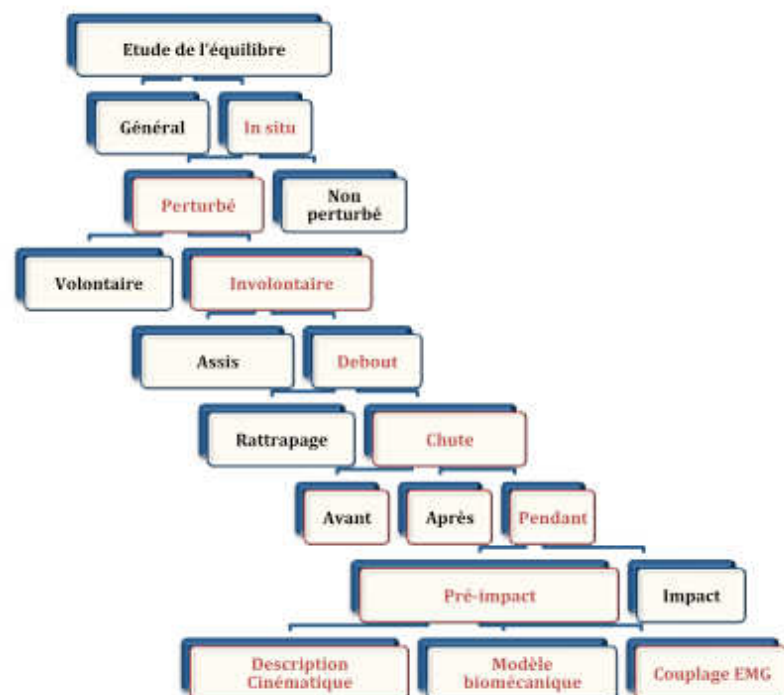 Etude de l'équilibre
Général
In situ
Perturbé
Non
perturbé
Volontaire
Involontaire
Assis
Debout
Rattrapage
Chute
Avant
Après
Pendant
Pré-impact
Impact
Description
Cinématique
Modèle
biomécanique
Couplage EMG